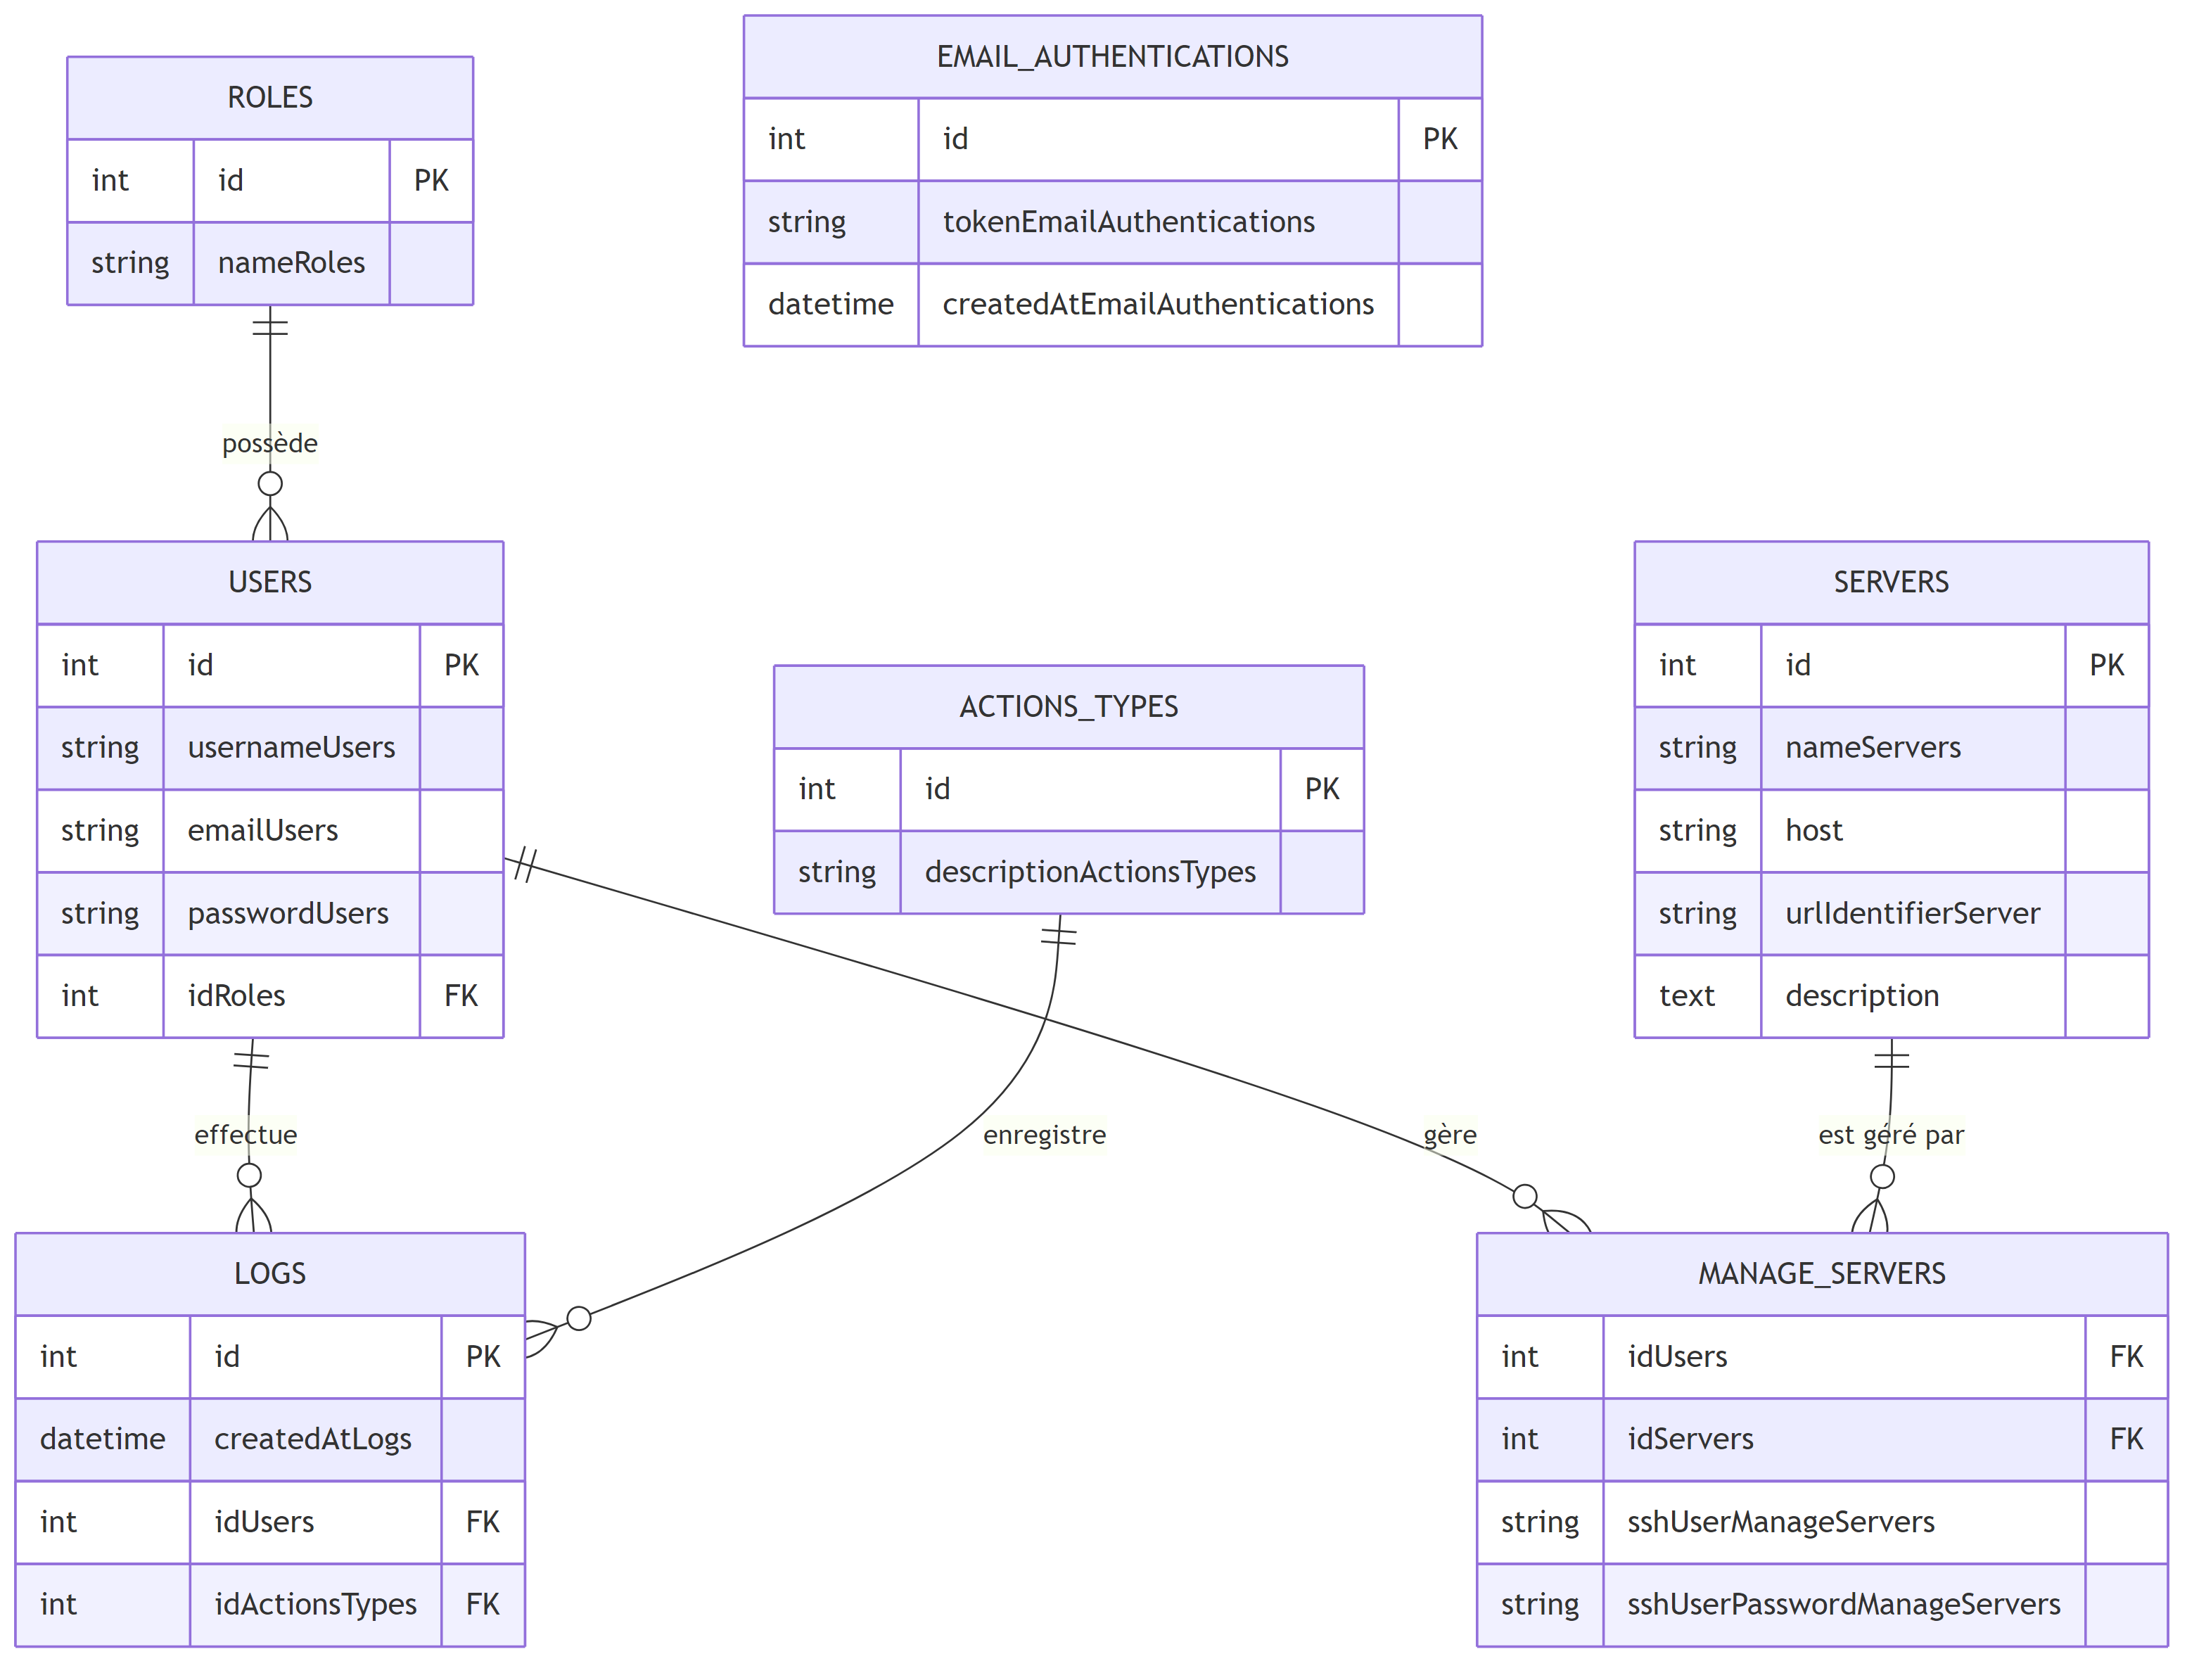 EMAIL_AUTHENTICATIONS
int id PK
string tokenEmailAuthentications
datetime createdAtEmailAuthentications
ROLES
int id PK
string nameRoles
possède
USERS
int id PK
string usernameUsers
string emailUsers
string passwordUsers
int idRoles FK
ACTIONS_TYPES
int id PK
string descriptionActionsTypes
SERVERS
int id PK
string nameServers
string host
string urlIdentifierServer
text description
effectue
enregistre
gère
est géré par
LOGS
int id PK
datetime createdAtLogs
int idUsers FK
int idActionsTypes FK
MANAGE_SERVERS
int idUsers FK
int idServers FK
string sshUserManageServers
string sshUserPasswordManageServers